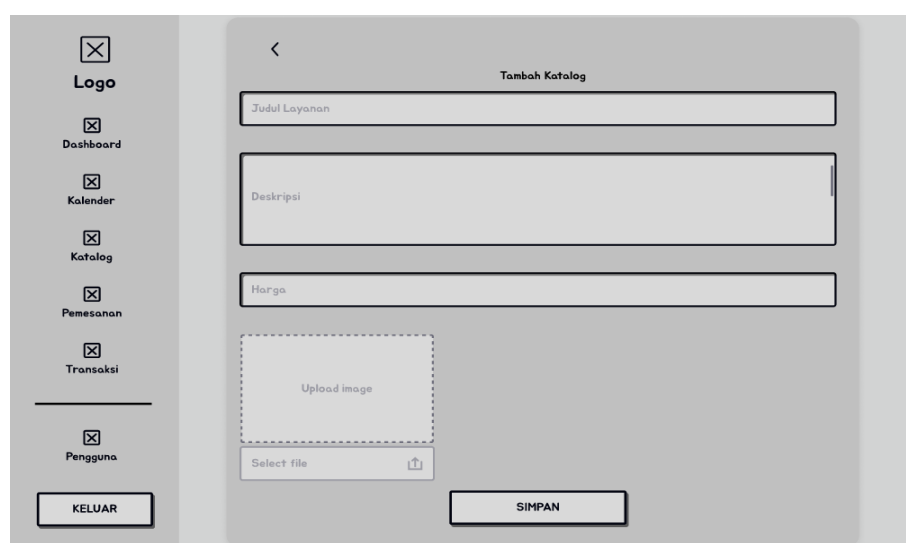 Logo
Dashboard
Kalender
Katalog
Pemesanan
Transaksi
Pengguna
KELUAR
Tambah Katalog
Judul Layanan
Deskripsi
Harga
Upload image
Select file
SIMPAN